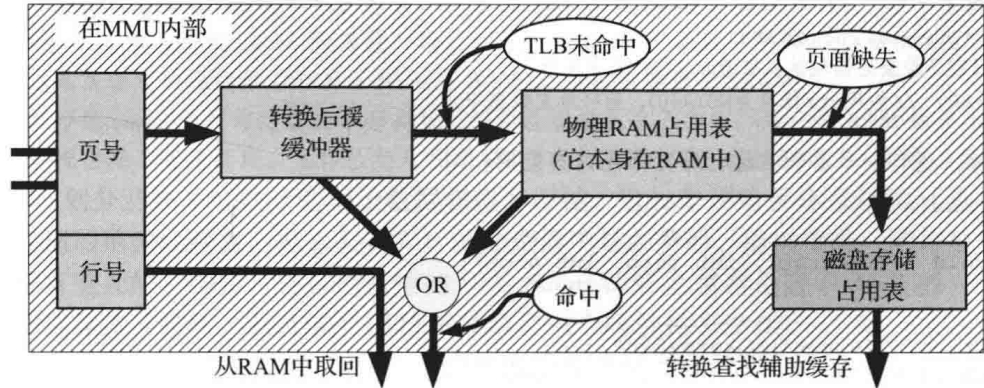 在MMU内部
TLB未命中
页面缺失
页号
转换后援
缓冲器
物理RAM占用表
（它本身在RAM中）
行号
OR
命中
磁盘存储
占用表
从RAM中取回
转换查找辅助缓存